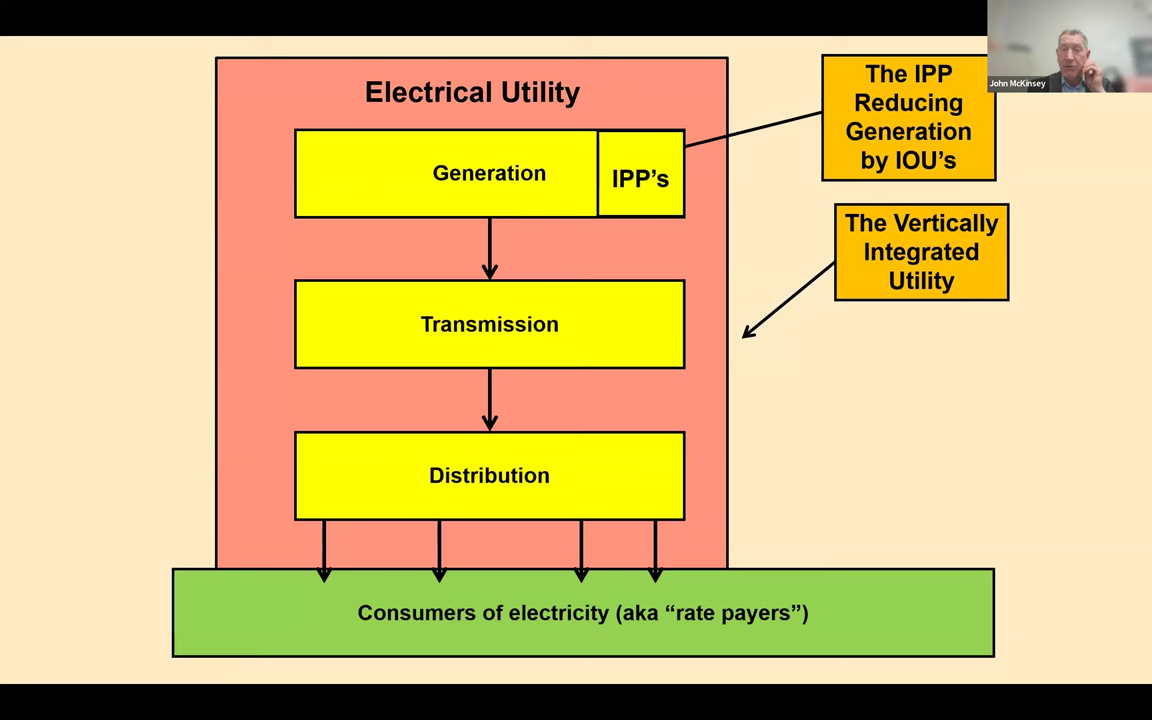 Electrical Utility
Generation
IPP’s
Transmission
Distribution
Consumers of electricity (aka “rate payers”)
The IPP
Reducing
Generation
by IOU’s
The Vertically
Integrated
Utility
John McKinsey